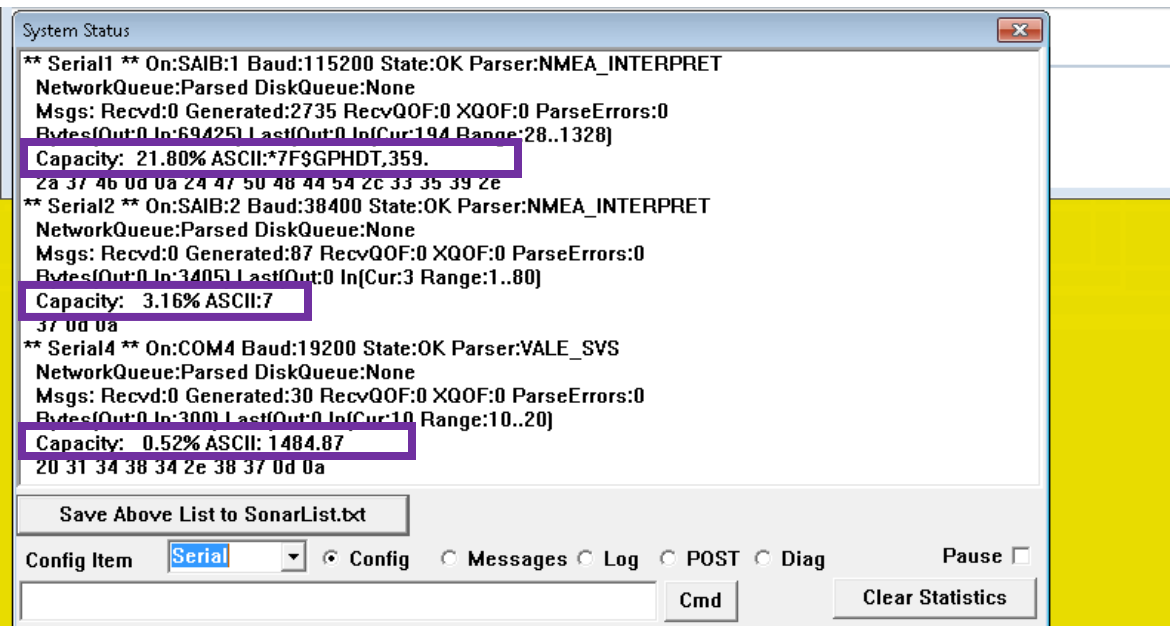 System Status
** Serial1 ** On:SAIB:1 Baud:115200 State:OK Parser:NMEA_INTERPRET
NetworkQueue:Parsed DiskQueue:None
Msgs: Recvd:0 Generated:2735 RecvQOF:0 XQOF:0 ParseErrors:0
Bytes(Out:0 In:69425) Last(Out:0 In(Cur:194 Range:28..1328)
Capacity: 21.80% ASCII:*7F$GPHDT,359.
2a 37 46 0d 0a 24 47 50 48 44 54 2c 33 35 39 2e
** Serial2 ** On:SAIB:2 Baud:38400 State:OK Parser:NMEA_INTERPRET
NetworkQueue:Parsed DiskQueue:None
Msgs: Recvd:0 Generated:87 RecvQOF:0 XQOF:0 ParseErrors:0
Bytes(Out:0 In:3405) Last(Out:0 In(Cur:3 Range:1..80)
Capacity: 3.16% ASCII:7
37 0d 0a
** Serial4 ** On:COM4 Baud:19200 State:OK Parser:VALE_SVS
NetworkQueue:Parsed DiskQueue:None
Msgs: Recvd:0 Generated:30 RecvQOF:0 XQOF:0 ParseErrors:0
Bytes(Out:0 In:300) Last(Out:0 In(Cur:10 Range:10..20)
Capacity: 0.52% ASCII: 1484.87
20 31 34 38 34 2e 38 37 0d 0a
Save Above List to SonarList.txt
Config Item Serial Config Messages Log POST Diag Pause
Cmd Clear Statistics